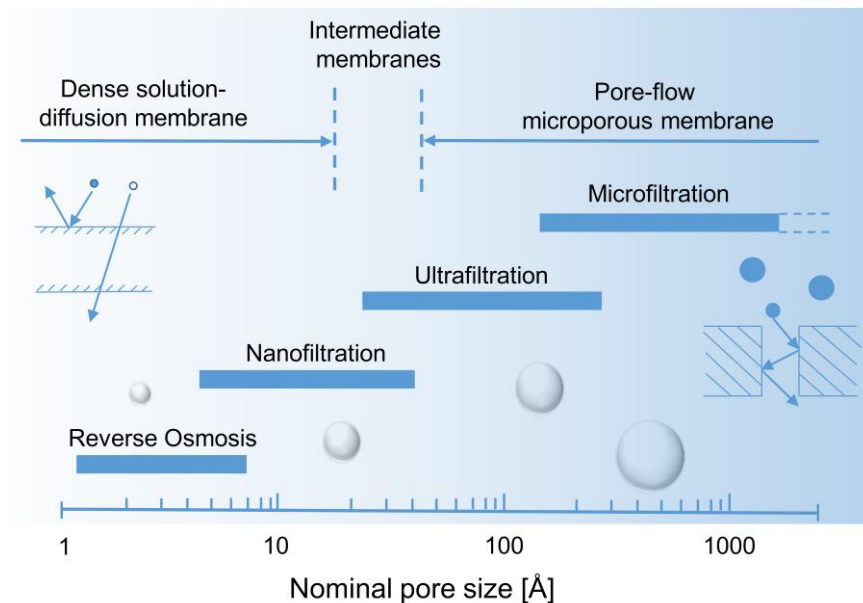 Intermediate
membranes
Dense solution-
diffusion membrane
Pore-flow
microporous membrane
Microfiltration
Ultrafiltration
Nanofiltration
Reverse Osmosis
1 10 100 1000
Nominal pore size [Å]